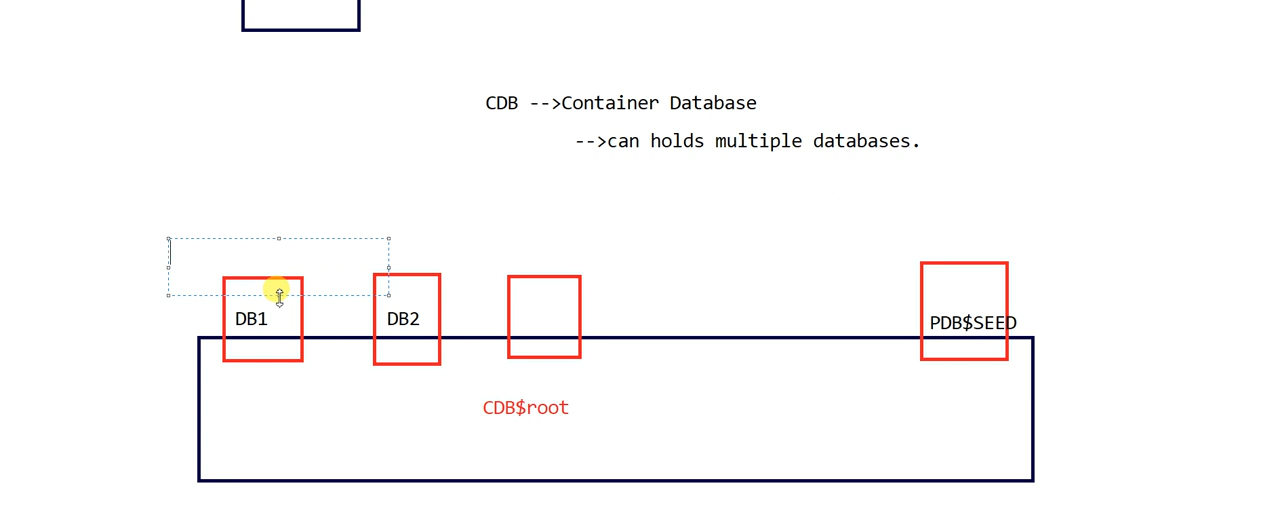 CDB -->Container Database
-->can holds multiple databases.
DB1
DB2
PDB$SEED
CDB$root